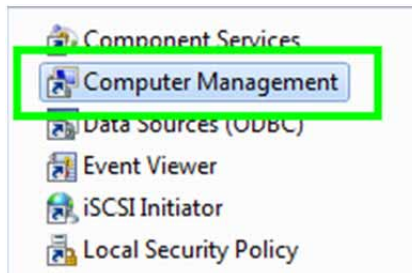 Component Services
Computer Management
Data Sources (ODBC)
Event Viewer
iSCSI Initiator
Local Security Policy